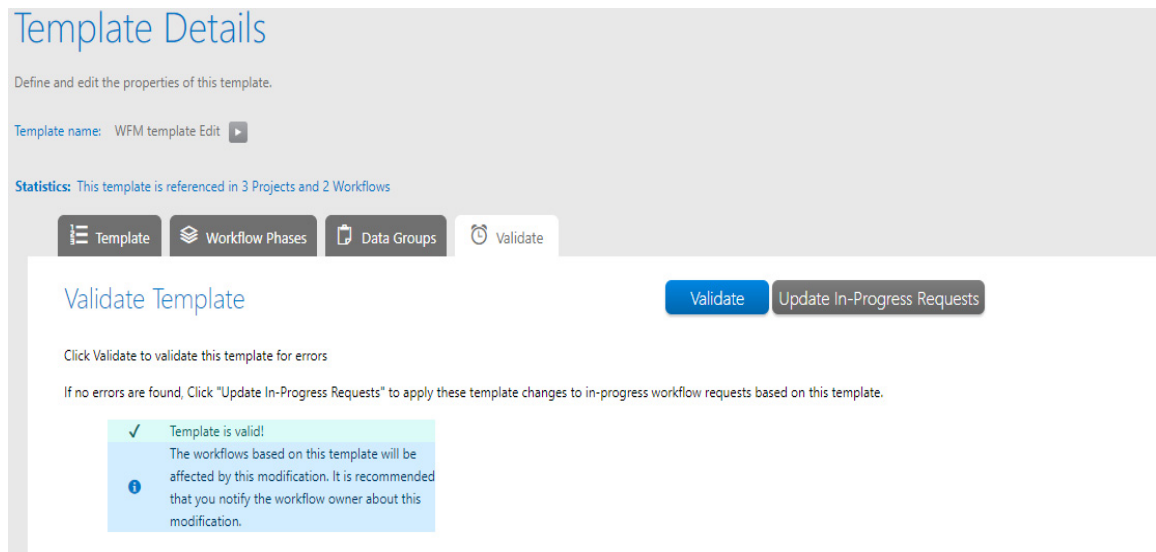 Template Details
Define and edit the properties of this template.
Template name: WFM template Edit
Statistics: This template is referenced in 3 Projects and 2 Workflows
Template Workflow Phases Data Groups Validate
Validate Template Validate Update In-Progress Requests
Click Validate to validate this template for errors
If no errors are found, Click "Update In-Progress Requests" to apply these template changes to in-progress workflow requests based on this template.
Template is valid!
The workflows based on this template will be
affected by this modification. It is recommended
that you notify the workflow owner about this
modification.